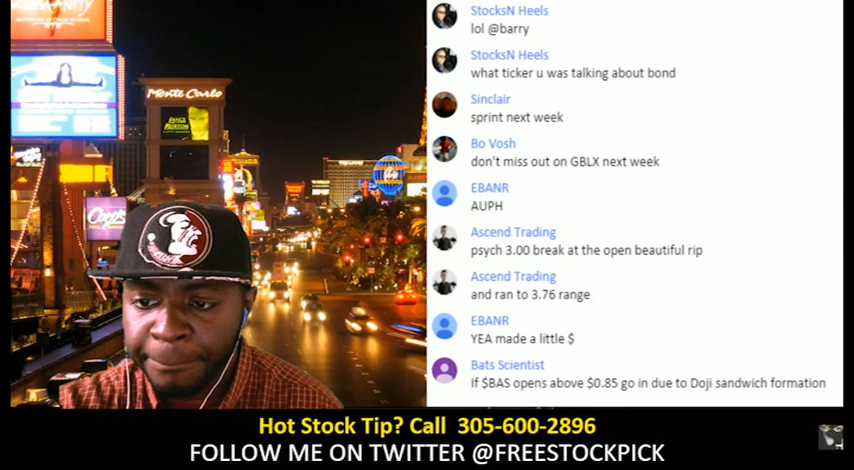 Monte Carlo
StocksN Heels
lol @barry
StocksN Heels
what ticker u was talking about bond
Sinclair
sprint next week
Bo Vosh
don't miss out on GBLX next week
EBANR
AUPH
Ascend Trading
psych 3.00 break at the open beautiful rip
Ascend Trading
and ran to 3.76 range
EBANR
YEA made a little $
Bats Scientist
If $BAS opens above $0.85 go in due to Doji sandwich formation
Hot Stock Tip? Call 305-600-2896
FOLLOW ME ON TWITTER @FREESTOCKPICK